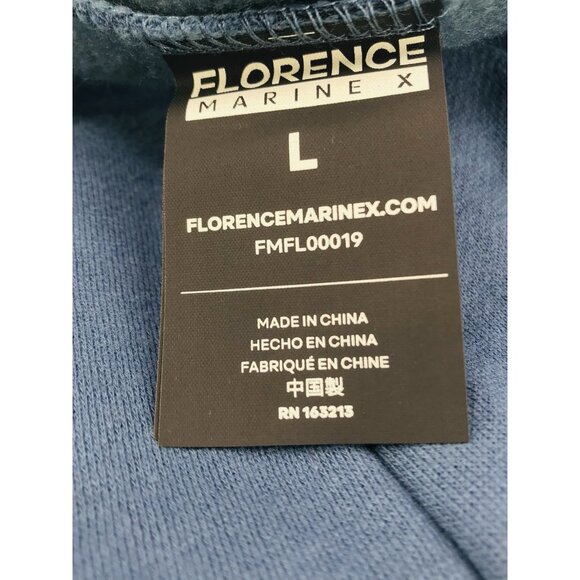 FLORENCE
MARINE X
L
FLORENCEMARINEX.COM
FMFL00019
MADE IN CHINA
HECHO EN CHINA
FABRIQUÉ EN CHINE
中国製
RN 163213